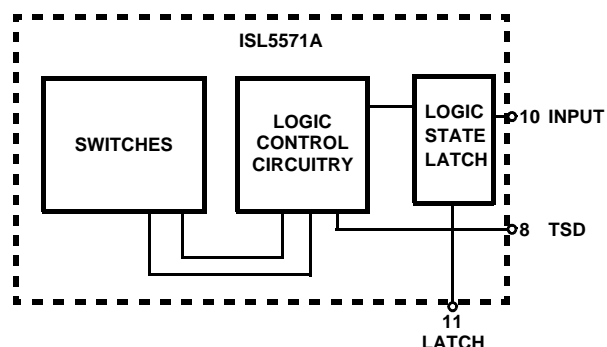 ISL5571A
SWITCHES
LOGIC
CONTROL
CIRCUITRY
LOGIC
STATE
LATCH
10 INPUT
8 TSD
11
LATCH